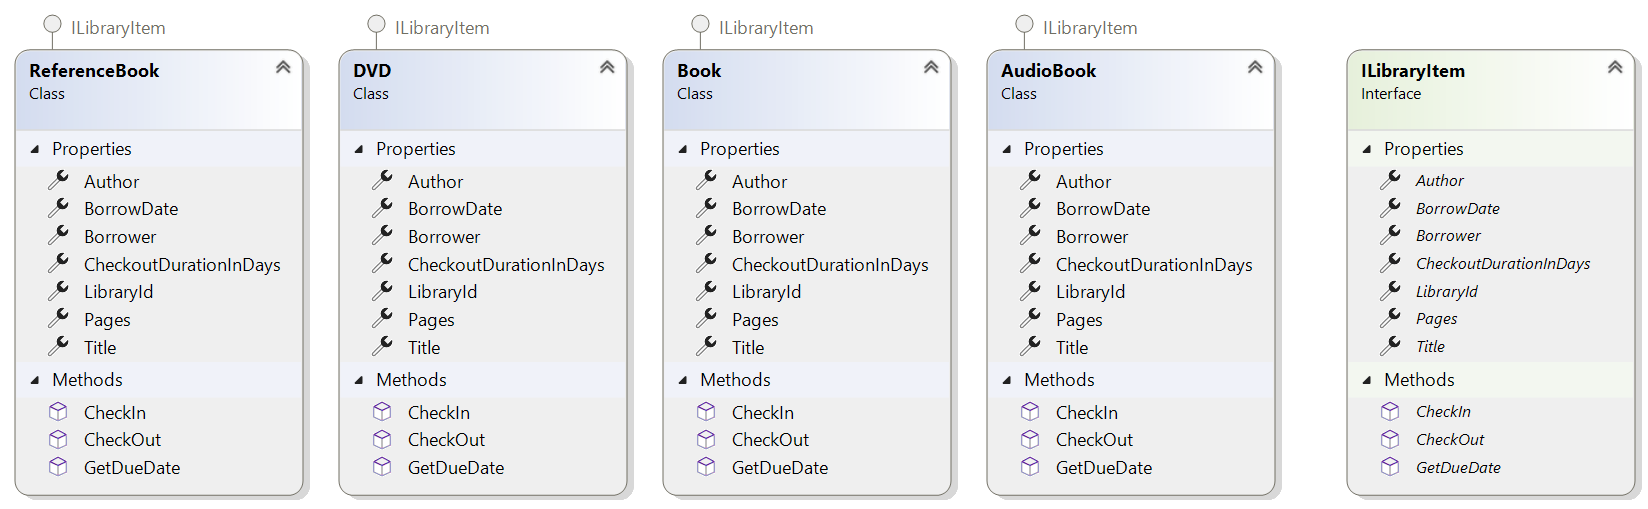 ILibraryItem
ReferenceBook
Class
Properties
Author
BorrowDate
Borrower
CheckoutDurationInDays
LibraryId
Pages
Title
Methods
CheckIn
CheckOut
GetDueDate
ILibraryItem
DVD
Class
Properties
Author
BorrowDate
Borrower
CheckoutDurationInDays
LibraryId
Pages
Title
Methods
CheckIn
CheckOut
GetDueDate
ILibraryItem
Book
Class
Properties
Author
BorrowDate
Borrower
CheckoutDurationInDays
LibraryId
Pages
Title
Methods
CheckIn
CheckOut
GetDueDate
ILibraryItem
AudioBook
Class
Properties
Author
BorrowDate
Borrower
CheckoutDurationInDays
LibraryId
Pages
Title
Methods
CheckIn
CheckOut
GetDueDate
ILibraryItem
Interface
Properties
Author
BorrowDate
Borrower
CheckoutDurationInDays
LibraryId
Pages
Title
Methods
CheckIn
CheckOut
GetDueDate